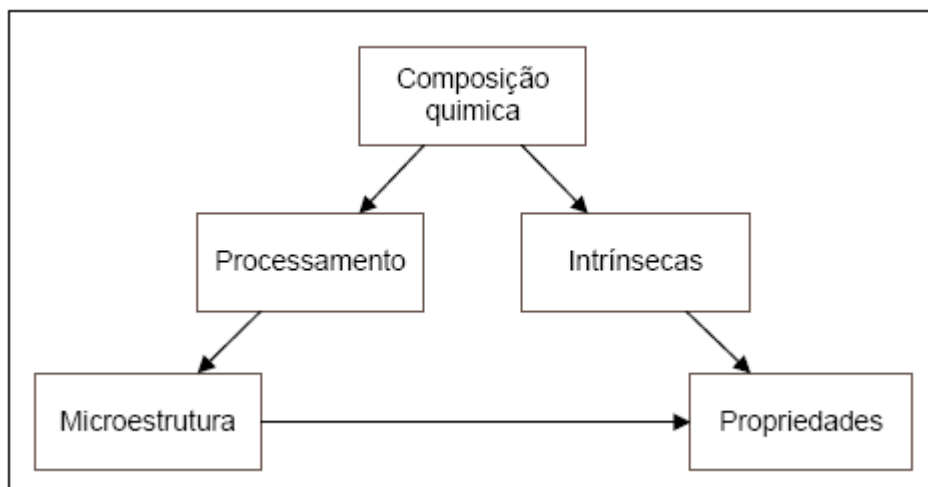 Composição
quimica
Processamento
Intrínsecas
Microestrutura
Propriedades